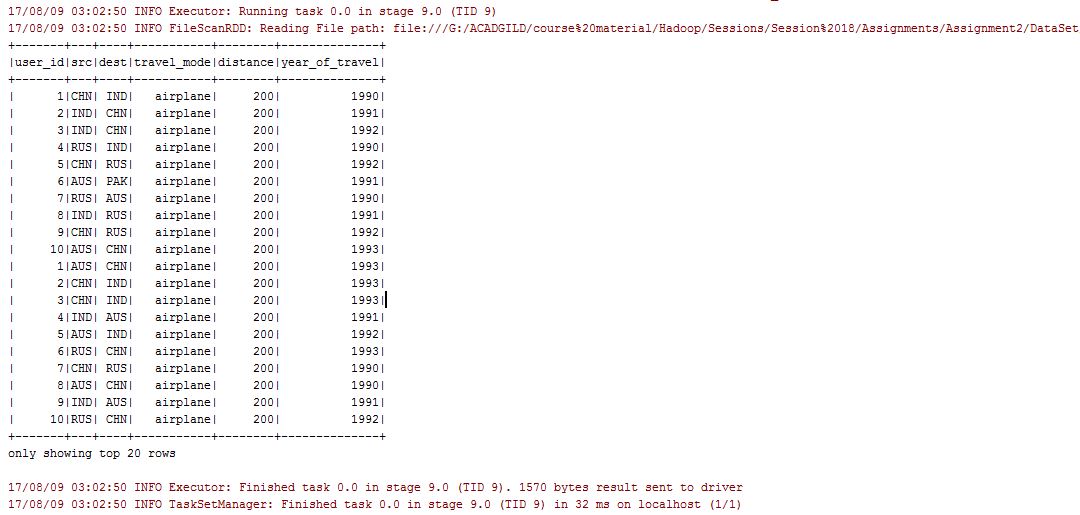 17/08/09 03:02:50 INFO Executor: Running task 0.0 in stage 9.0 (TID 9)
17/08/09 03:02:50 INFO FileScanRDD: Reading File path: file:///G:/ACADGILD/course%20material/Hadoop/Sessions/Session%2018/Assignments/Assignment2/DataSet
+-------+---+----+-----------+--------+--------------+
|user_id|src|dest|travel_mode|distance|year_of_travel|
+-------+---+----+-----------+--------+--------------+
|      1|CHN| IND|   airplane|     200|          1990|
|      2|IND| CHN|   airplane|     200|          1991|
|      3|IND| CHN|   airplane|     200|          1992|
|      4|RUS| IND|   airplane|     200|          1990|
|      5|CHN| RUS|   airplane|     200|          1992|
|      6|AUS| PAK|   airplane|     200|          1991|
|      7|RUS| AUS|   airplane|     200|          1990|
|      8|IND| RUS|   airplane|     200|          1991|
|      9|CHN| RUS|   airplane|     200|          1992|
|     10|AUS| CHN|   airplane|     200|          1993|
|      1|AUS| CHN|   airplane|     200|          1993|
|      2|CHN| IND|   airplane|     200|          1993|
|      3|CHN| IND|   airplane|     200|          1993|
|      4|IND| AUS|   airplane|     200|          1991|
|      5|AUS| IND|   airplane|     200|          1992|
|      6|RUS| CHN|   airplane|     200|          1993|
|      7|CHN| RUS|   airplane|     200|          1990|
|      8|AUS| CHN|   airplane|     200|          1990|
|      9|IND| AUS|   airplane|     200|          1991|
|     10|RUS| CHN|   airplane|     200|          1992|
+-------+---+----+-----------+--------+--------------+
only showing top 20 rows
17/08/09 03:02:50 INFO Executor: Finished task 0.0 in stage 9.0 (TID 9). 1570 bytes result sent to driver
17/08/09 03:02:50 INFO TaskSetManager: Finished task 0.0 in stage 9.0 (TID 9) in 32 ms on localhost (1/1)